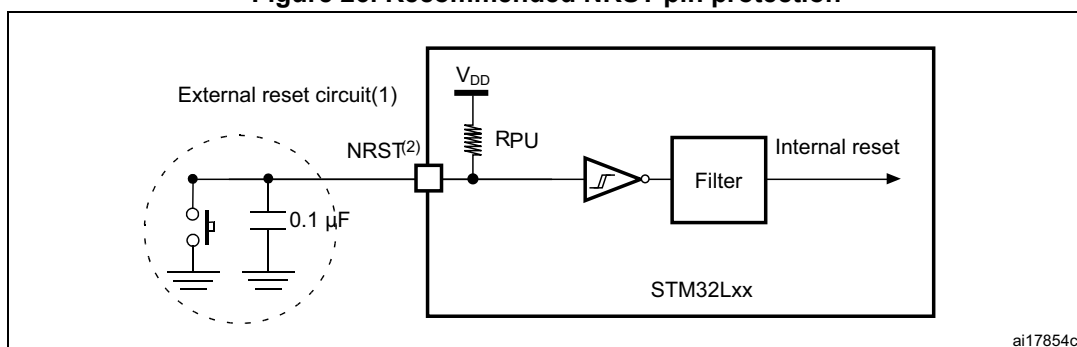 Figure 26. Recommended NRST pin protection
External reset circuit(1)
VDD
NRST(2)
RPU
Internal reset
Filter
0.1 µF
STM32Lxx
ai17854c